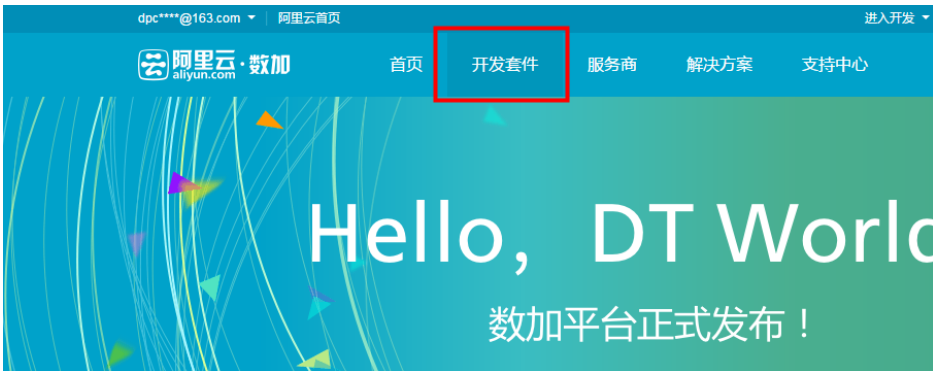 dpc****@163.com 阿里云首页 进入开发
阿里云·数加 首页 开发套件 服务商 解决方案 支持中心
aliyun.com
Hello，DT World
数加平台正式发布！